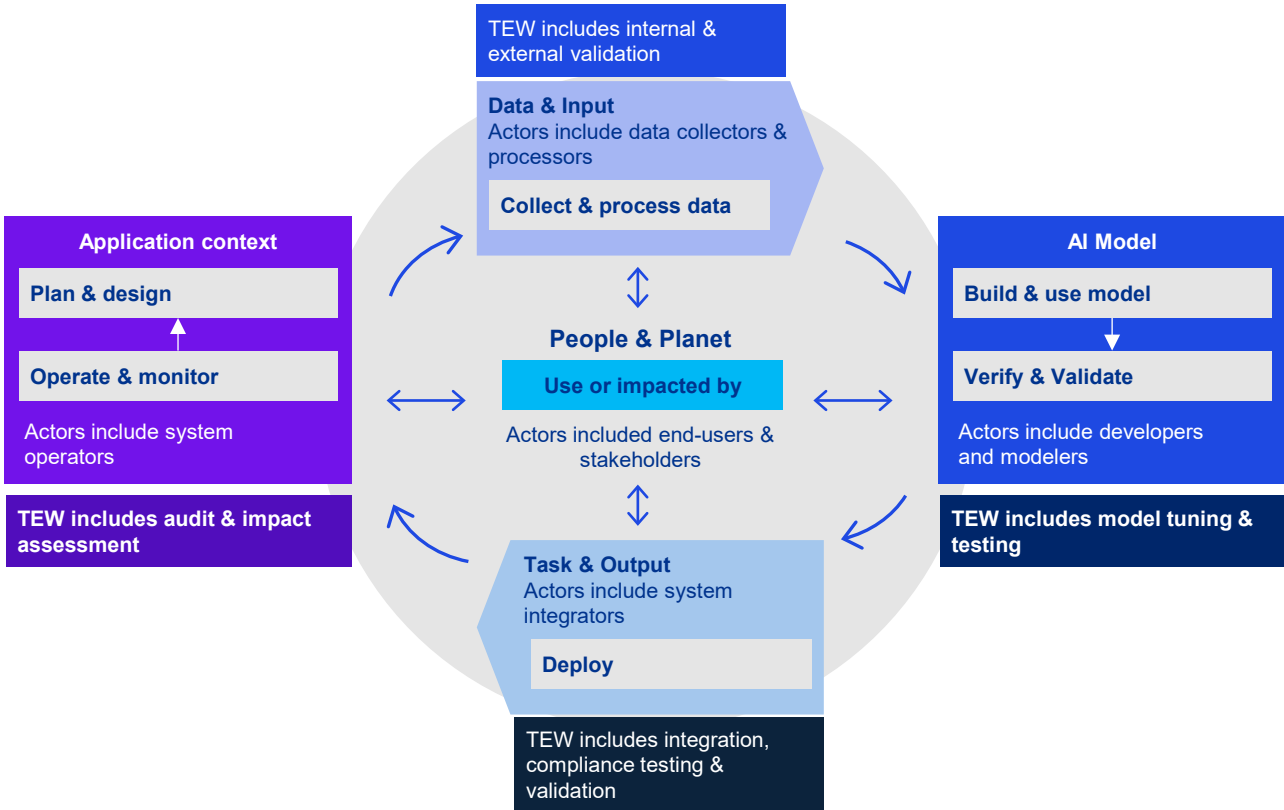 TEW includes internal &
external validation
Data & Input
Actors include data collectors &
processors
Collect & process data
Application context
Plan & design
Operate & monitor
Actors include system
operators
TEW includes audit & impact
assessment
People & Planet
Use or impacted by
Actors included end-users &
stakeholders
AI Model
Build & use model
Verify & Validate
Actors include developers
and modelers
TEW includes model tuning &
testing
Task & Output
Actors include system
integrators
Deploy
TEW includes integration,
compliance testing &
validation